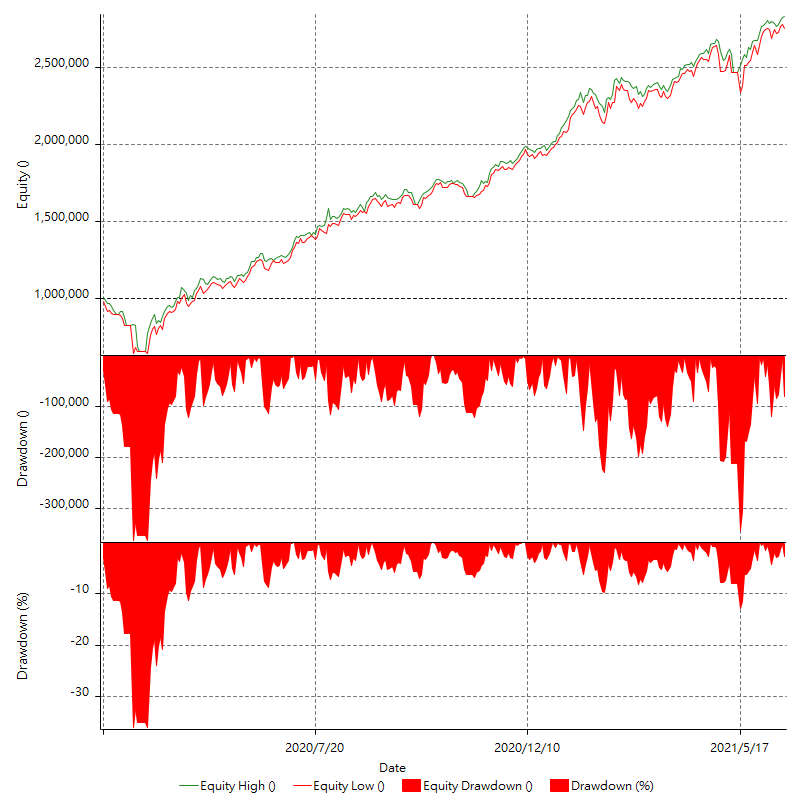 2,500,000
2,000,000
Equity ()
1,500,000
1,000,000
-100,000
Drawdown ()
-200,000
-300,000
-10
Drawdown (%)
-20
-30
2020/7/20 2020/12/10 2021/5/17
Date
Equity High () Equity Low () Equity Drawdown () Drawdown (%)